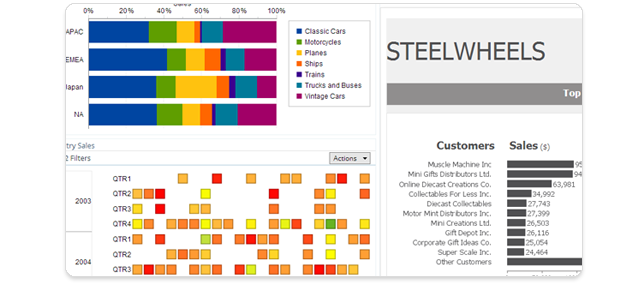 Sales
0% 20% 40% 60% 80% 100%
APAC
EMEA
Japan
NA
Classic Cars
Motorcycles
Planes
Ships
Trains
Trucks and Buses
Vintage Cars
try Sales
2 Filters
Actions
2003
QTR1
QTR2
QTR3
QTR4
2004
QTR1
QTR2
QTR3
STEELWHEELS
Top
Customers Sales ($)
Muscle Machine Inc 95
Mini Gifts Distributors Ltd. 94
Online Diecast Creations Co. 63,981
Collectables For Less Inc. 34,992
Diecast Collectables 27,743
Motor Mint Distributors Inc. 27,399
Mini Creations Ltd. 26,503
Gift Depot Inc. 26,116
Corporate Gift Ideas Co. 25,054
Super Scale Inc. 24,464
Other Customers